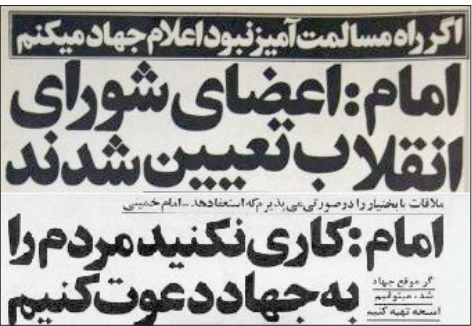 اگر راه مسالمت آمیز نبود اعلام جهاد میکنم
امام: اعضای شورای
انقلاب تعیین شدند
ملاقات با بختیار را در صورتی می پذیرم که استعفا دهد - امام خمینی
امام: کاری نکنید مردم را
به جهاد دعوت کنیم
گر موقع جهاد
شد، میتوانیم
اسحه تهیه کنیم